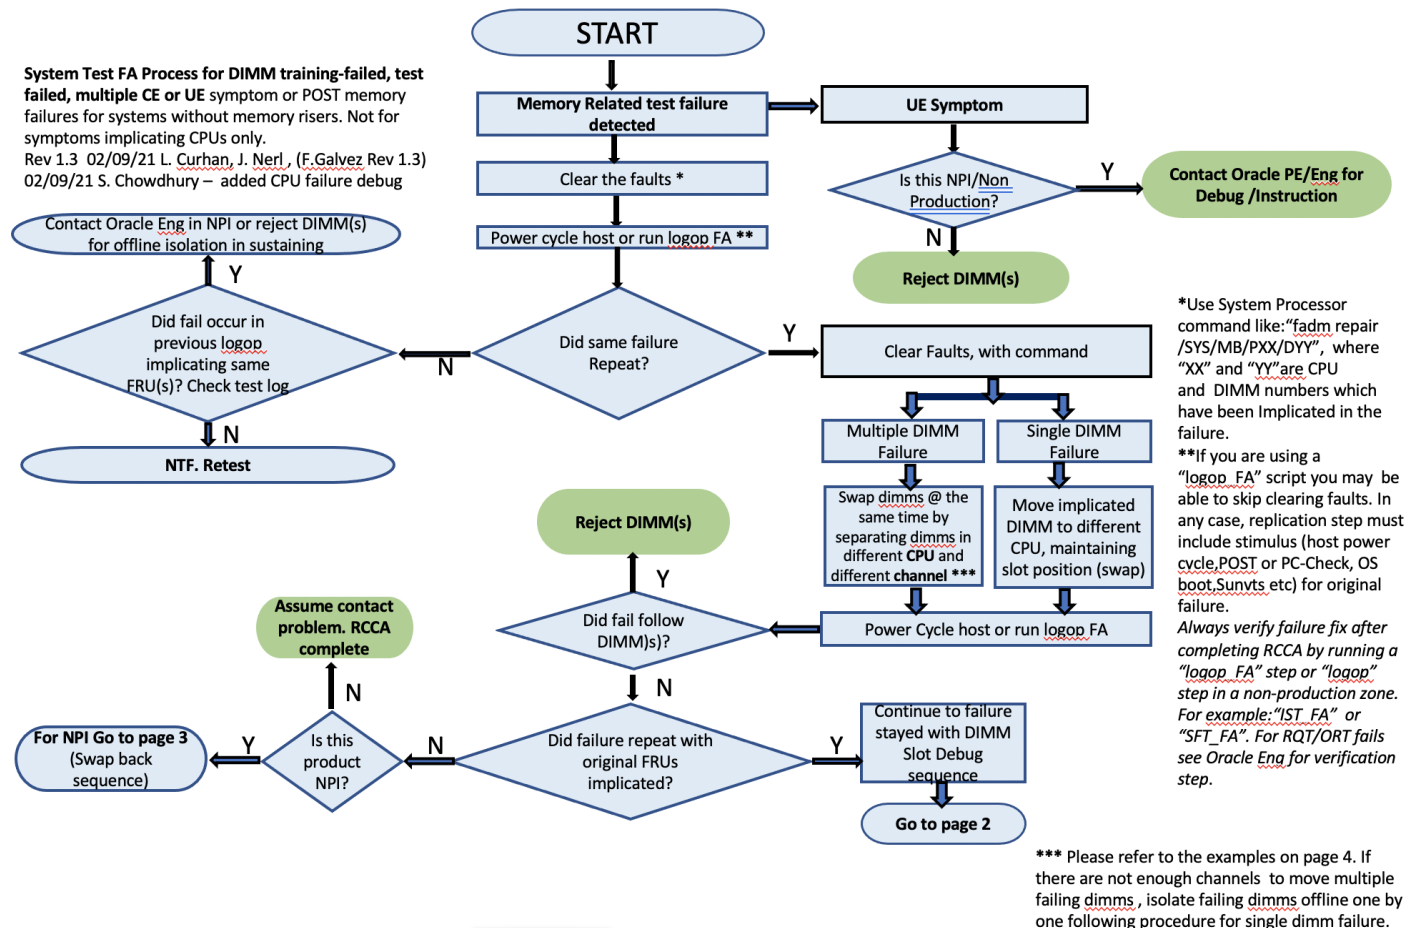 START
System Test FA Process for DIMM training-failed, test
failed, multiple CE or UE symptom or POST memory
failures for systems without memory risers. Not for
symptoms implicating CPUs only.
Rev 1.3 02/09/21 L. Curhan, J. Nerl , (F.Galvez Rev 1.3)
02/09/21 S. Chowdhury – added CPU failure debug
Memory Related test failure
detected
UE Symptom
Clear the faults *
Is this NPI/Non
Production?
Y
Contact Oracle PE/Eng for
Debug /Instruction
N
Reject DIMM(s)
Power cycle host or run logop FA **
Contact Oracle Eng in NPI or reject DIMM(s)
for offline isolation in sustaining
Y
Did fail occur in
previous logop
implicating same
FRU(s)? Check test log
N
NTF. Retest
N
Did same failure
Repeat?
Y
Clear Faults, with command
Multiple DIMM
Failure
Single DIMM
Failure
Swap dimms @ the
same time by
separating dimms in
different CPU and
different channel ***
Move implicated
DIMM to different
CPU, maintaining
slot position (swap)
Power Cycle host or run logop FA
Reject DIMM(s)
Y
Did fail follow
DIMM)s)?
N
Assume contact
problem. RCCA
complete
N
For NPI Go to page 3
(Swap back
sequence)
Y
Is this
product
NPI?
N
Did failure repeat with
original FRUs
implicated?
Y
Continue to failure
stayed with DIMM
Slot Debug
sequence
Go to page 2
*Use System Processor
command like:“fadm repair
/SYS/MB/PXX/DYY”, where
“XX” and “YY”are CPU
and DIMM numbers which
have been Implicated in the
failure.
**If you are using a
“logop_FA” script you may be
able to skip clearing faults. In
any case, replication step must
include stimulus (host power
cycle,POST or PC-Check, OS
boot,Sunvts etc) for original
failure.
Always verify failure fix after
completing RCCA by running a
“logop_FA” step or “logop”
step in a non-production zone.
For example:“IST_FA” or
“SFT_FA”. For RQT/ORT fails
see Oracle Eng for verification
step.
*** Please refer to the examples on page 4. If
there are not enough channels to move multiple
failing dimms , isolate failing dimms offline one by
one following procedure for single dimm failure.